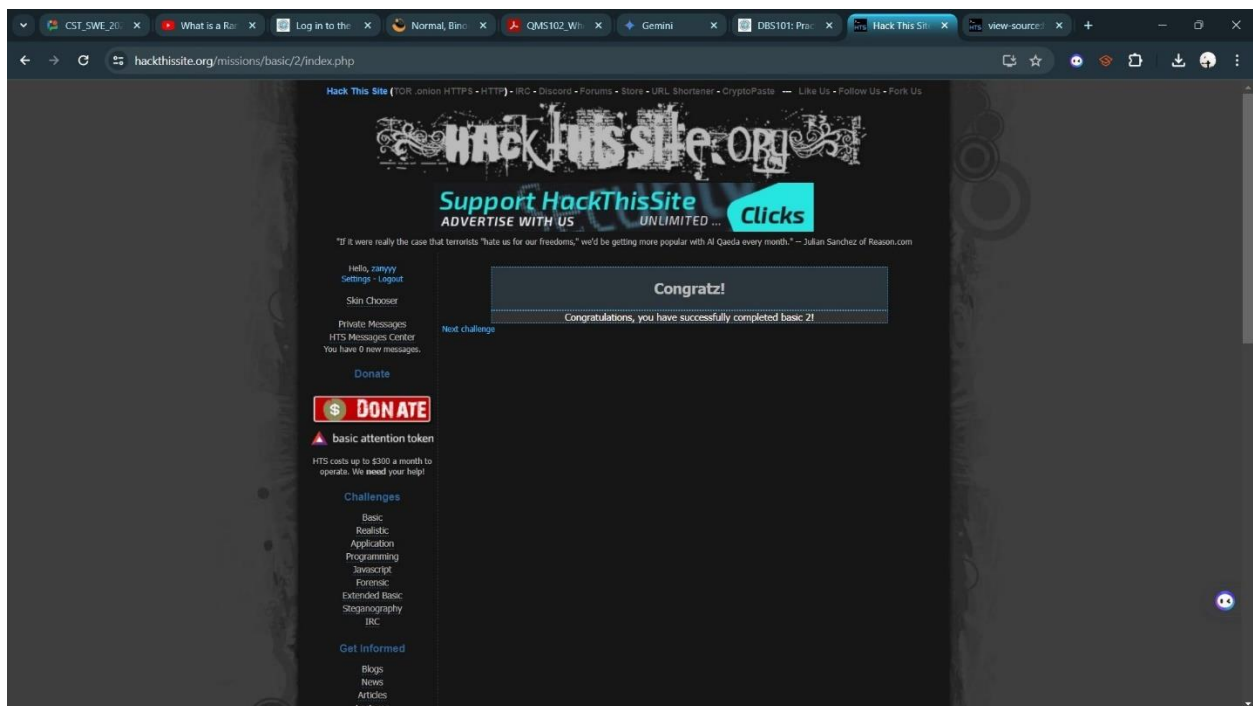 CST_SWE_20
What is a Ra
Log in to the
Normal, Bino
QMS102_Wh
Gemini
DBS101: Prac
Hack This Sit
view-source:
hackthissite.org/missions/basic/2/index.php
Hack This Site (TOR .onion HTTPS - HTTP) - IRC - Discord - Forums - Store - URL Shortener - CryptoPaste — Like Us - Follow Us - Fork Us
HACK THIS SITE.ORG
Support HackThisSite
ADVERTISE WITH US UNLIMITED ... Clicks
"If it were really the case that terrorists "hate us for our freedoms," we'd be getting more popular with Al Qaeda every month." -- Julian Sanchez of Reason.com
Hello, zanyyy
Settings - Logout
Skin Chooser
Private Messages
HTS Messages Center
You have 0 new messages.
Congratz!
Congratulations, you have successfully completed basic 2!
Next challenge
Donate
$ DONATE
basic attention token
HTS costs up to $300 a month to
operate. We need your help!
Challenges
Basic
Realistic
Application
Programming
Javascript
Forensic
Extended Basic
Steganography
IRC
Get Informed
Blogs
News
Articles